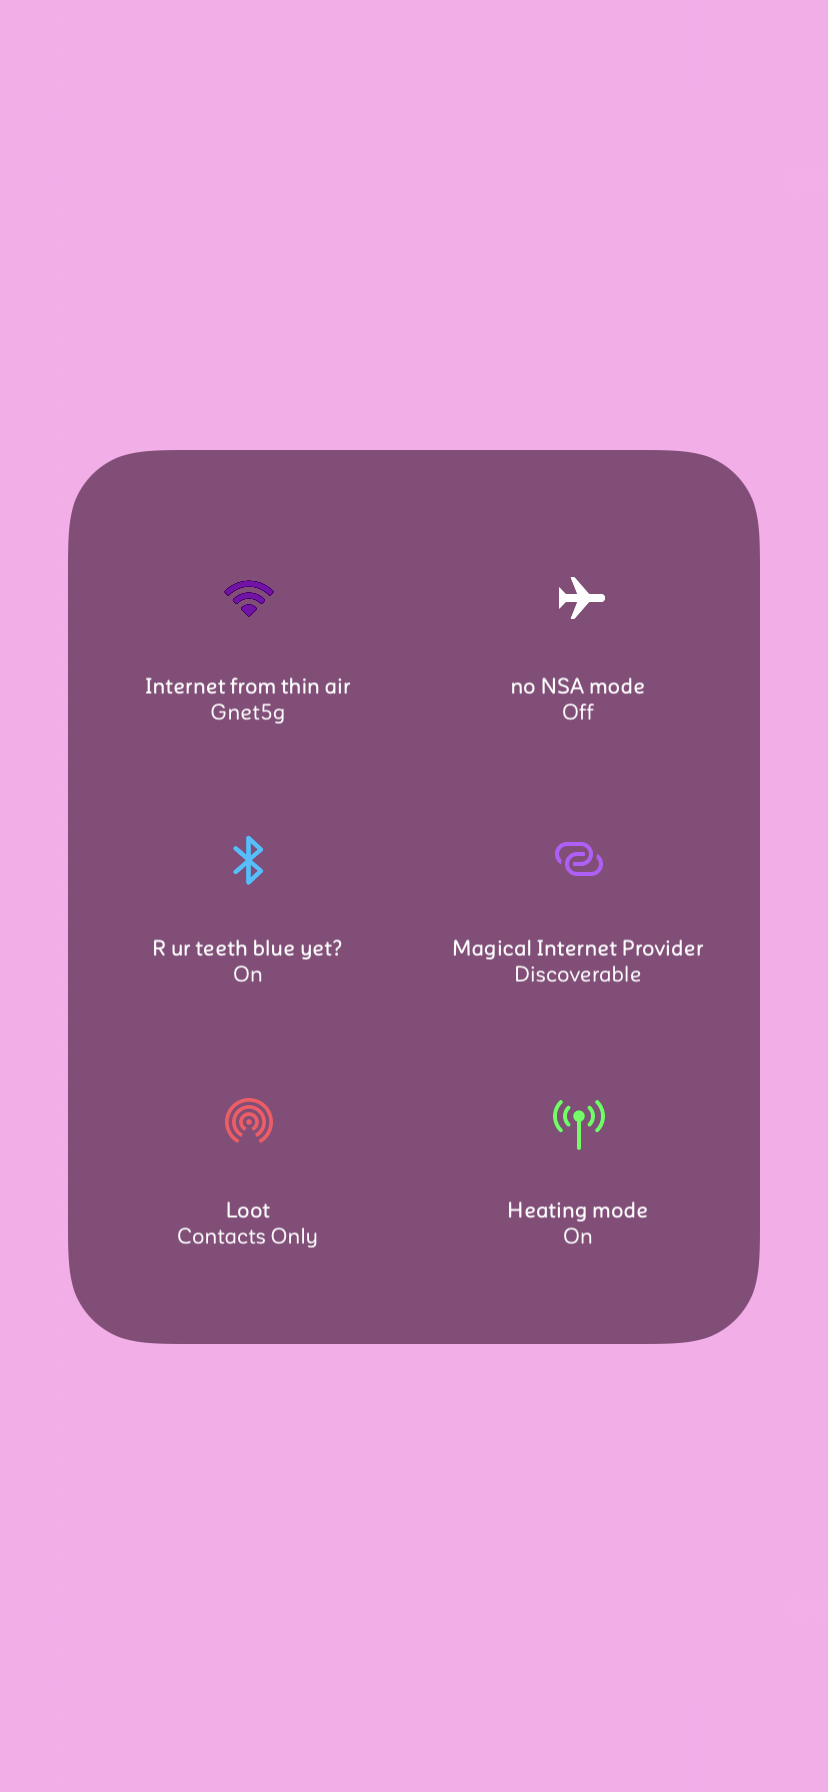 Internet from thin air
Gnet5g
no NSA mode
Off
R ur teeth blue yet?
On
Magical Internet Provider
Discoverable
Loot
Contacts Only
Heating mode
On